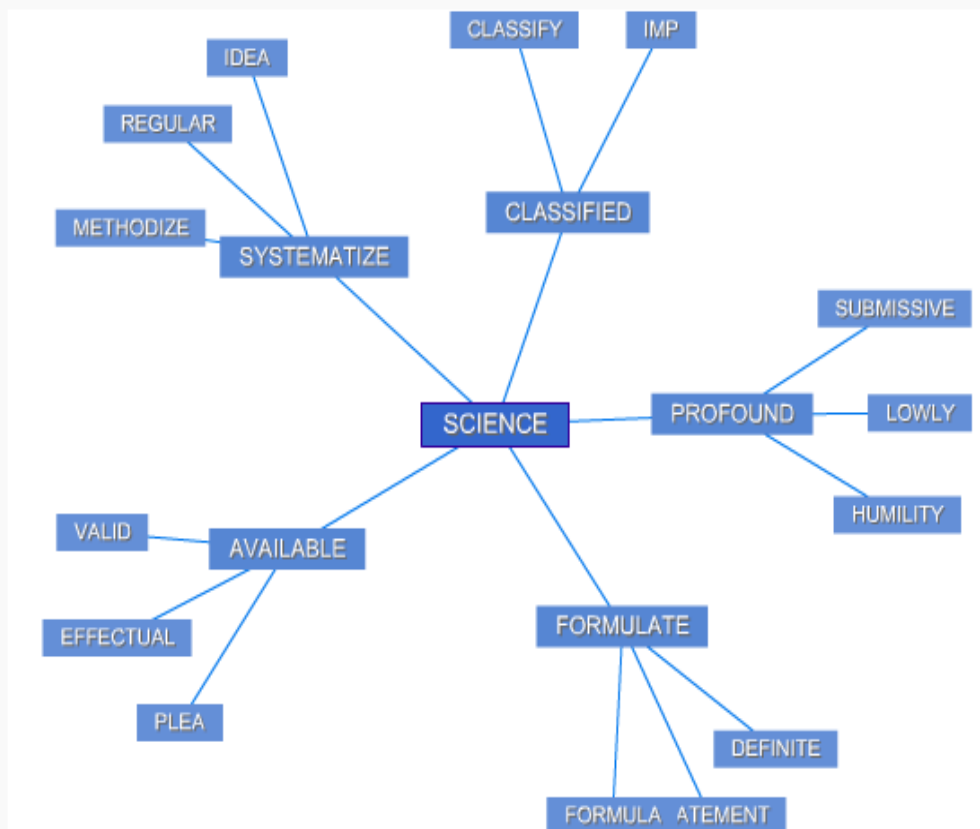 CLASSIFY
IMP
IDEA
REGULAR
METHODIZE
SYSTEMATIZE
CLASSIFIED
SUBMISSIVE
PROFOUND
LOWLY
SCIENCE
HUMILITY
VALID
AVAILABLE
EFFECTUAL
FORMULATE
PLEA
DEFINITE
FORMULA
ATEMENT